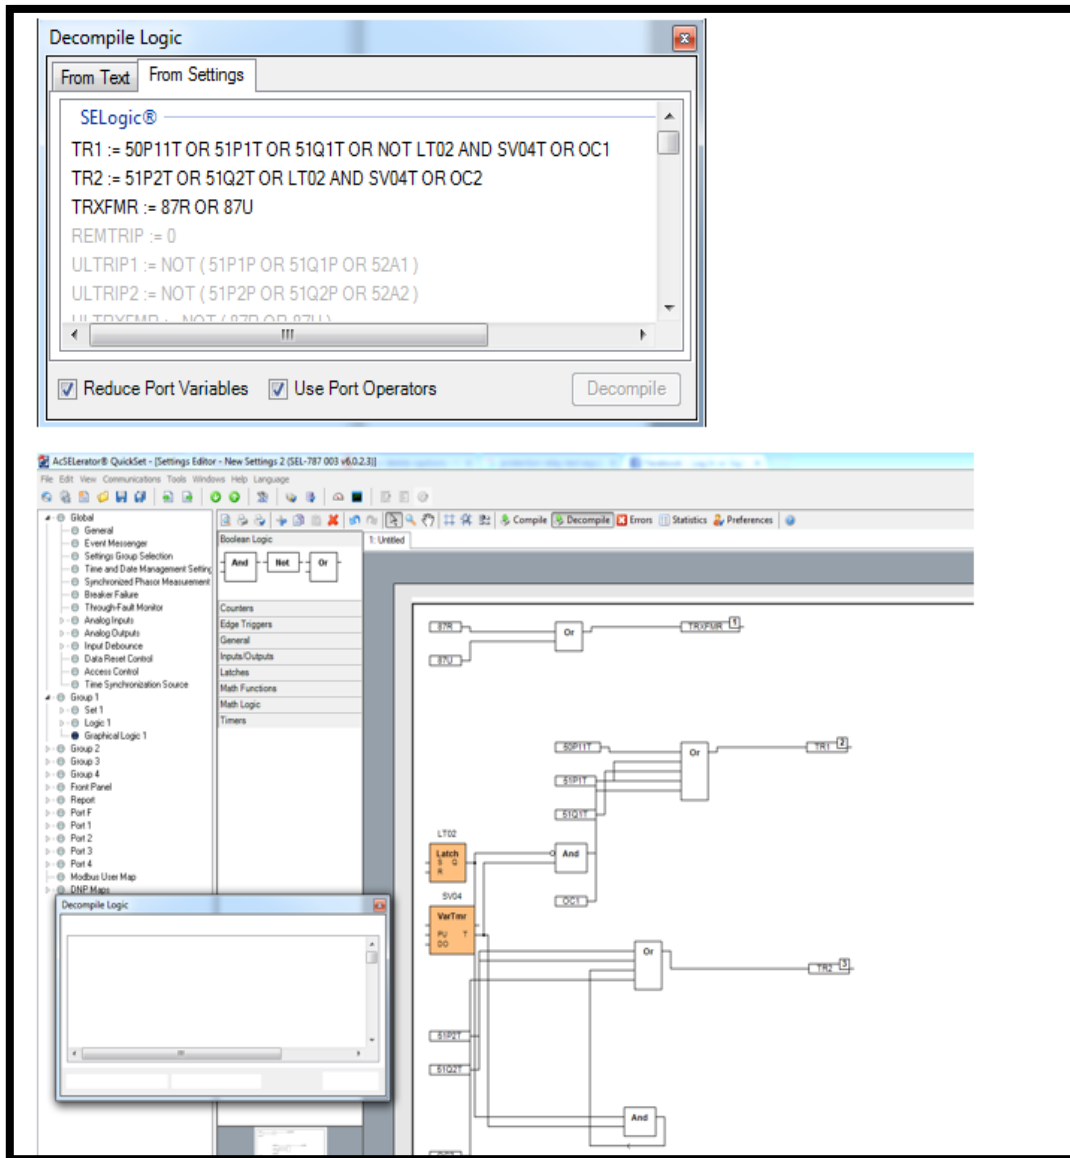 Decompile Logic
From Text From Settings
SELogic®
TR1 := 50P11T OR 51P1T OR 51Q1T OR NOT LT02 AND SV04T OR OC1
TR2 := 51P2T OR 51Q2T OR LT02 AND SV04T OR OC2
TRXFMR := 87R OR 87U
REMTRIP := 0
ULTRIP1 := NOT ( 51P1P OR 51Q1P OR 52A1 )
ULTRIP2 := NOT ( 51P2P OR 51Q2P OR 52A2 )
Reduce Port Variables Use Port Operators Decompile
AcSELerator® QuickSet - [Settings Editor - New Settings 2 (SEL-787 003 v6.0.2.3)]
File Edit View Communications Tools Windows Help Language
Compile Decompile Errors Statistics Preferences
Global
General
Event Messenger
Settings Group Selection
Time and Date Management Setting
Synchronized Phasor Measurement
Breaker Failure
Through-Fault Monitor
Analog Inputs
Analog Outputs
Input Debounce
Data Reset Control
Access Control
Time Synchronization Source
Group 1
Set 1
Logic 1
Graphical Logic 1
Group 2
Group 3
Group 4
Front Panel
Report
Port F
Port 1
Port 2
Port 3
Port 4
Modbus User Map
DNP Maps
Decompile Logic
Boolean Logic
And Not Or
Counters
Edge Triggers
General
Inputs/Outputs
Latches
Math Functions
Math Logic
Timers
1: Untitled
87R Or TRXFMR 1
87U
50P11T Or TR1 2
51P1T
51Q1T
LT02
Latch And
S Q
R
SV04 OC1
VarTmr
PU T
DO
Or TR2 3
51P2T
51Q2T
And